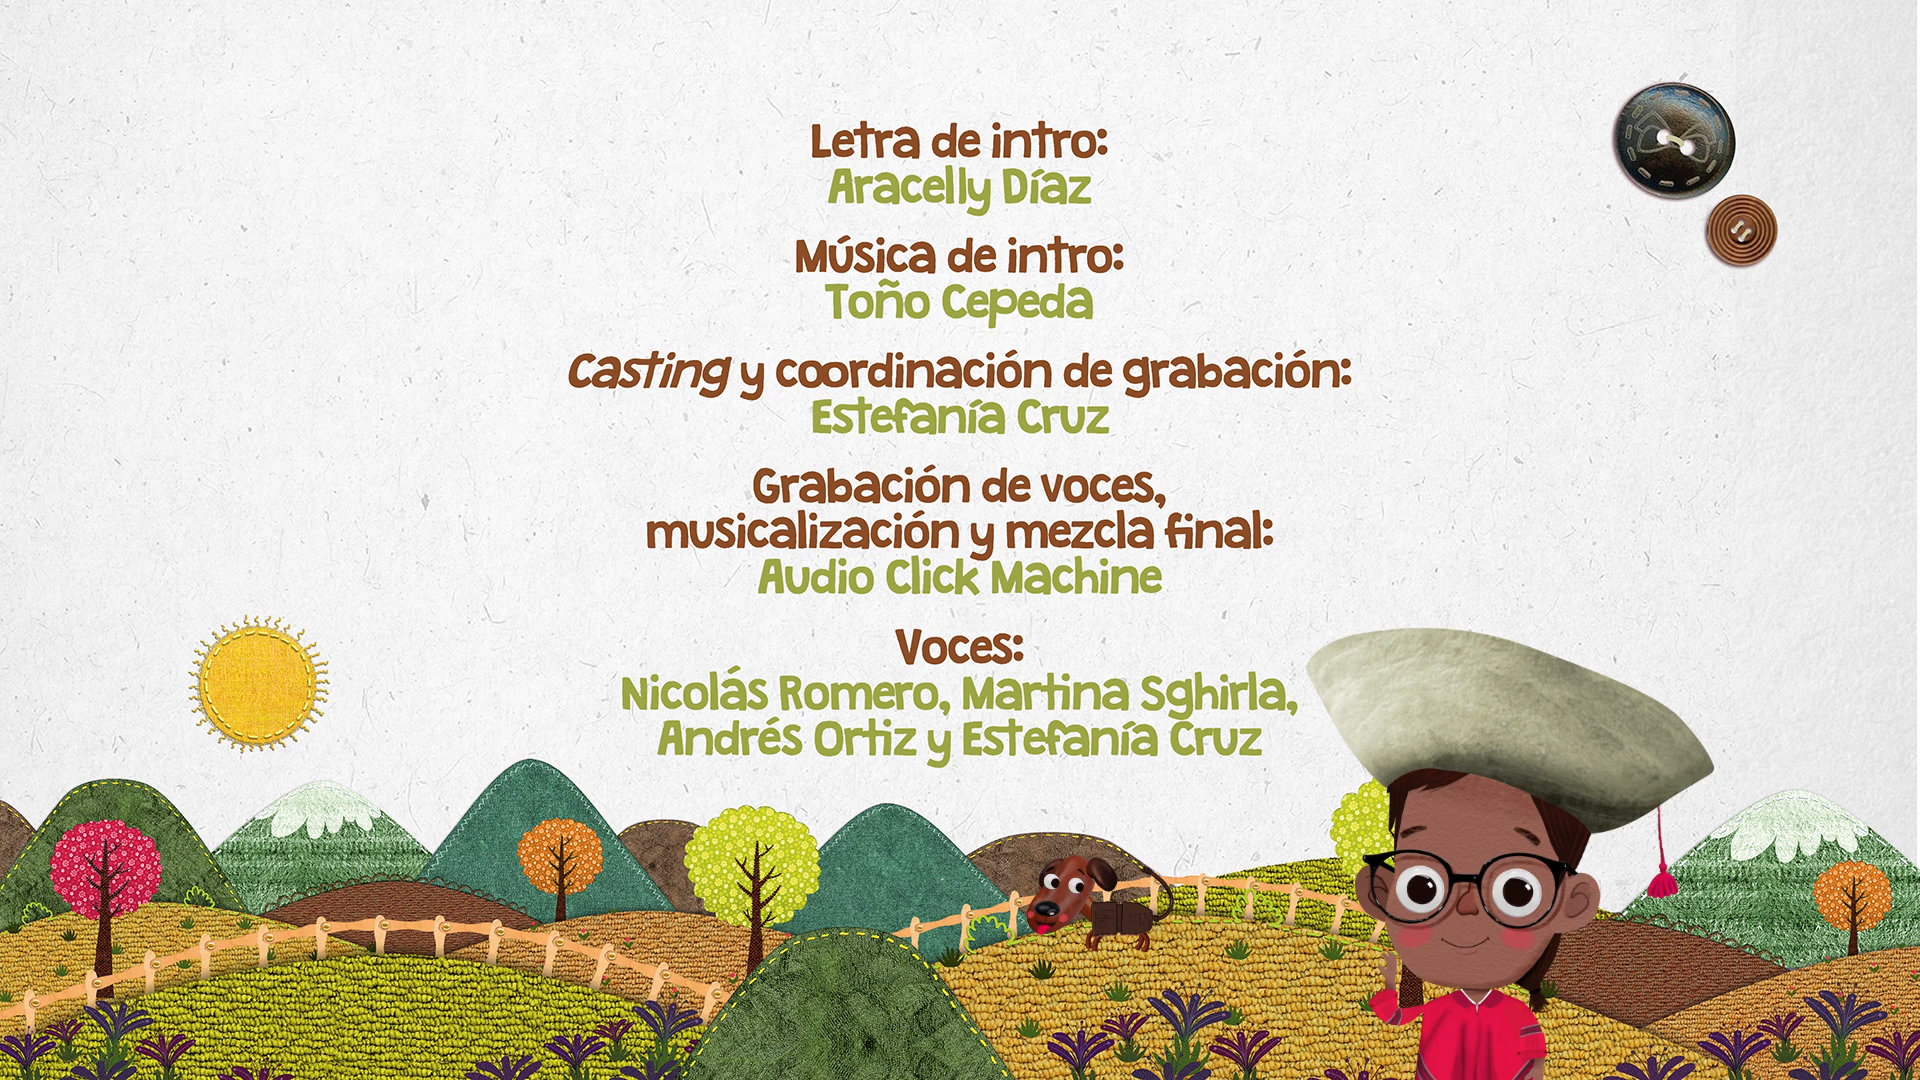 Letra de intro:
Aracelly Díaz
Música de intro:
Toño Cepeda
Casting y coordinación de grabación:
Estefanía Cruz
Grabación de voces,
musicalización y mezcla final:
Audio Click Machine
Voces:
Nicolás Romero, Martina Sghirla,
Andrés Ortiz y Estefanía Cruz